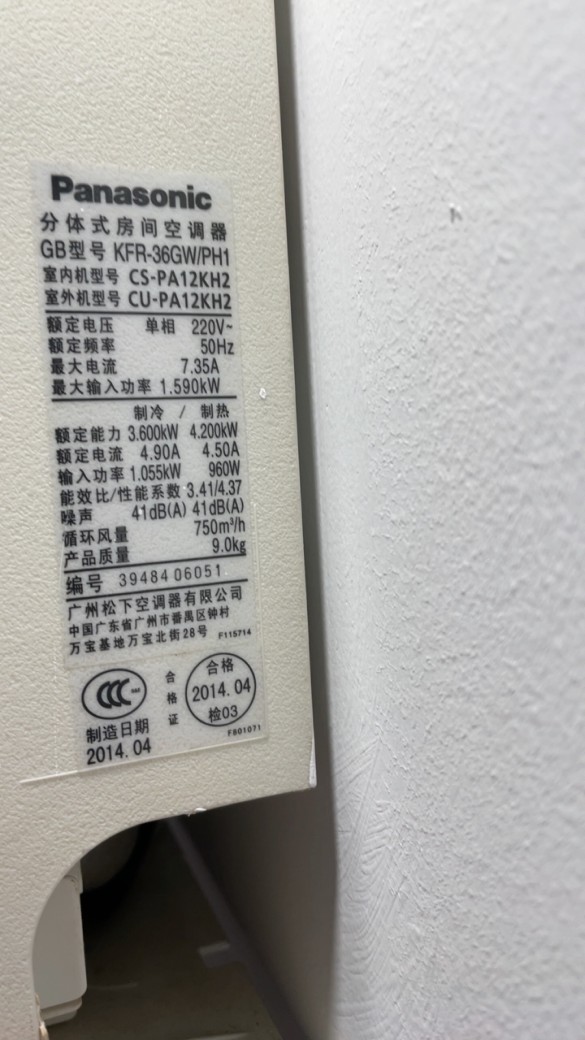 Panasonic
分体式房间空调器
GB型号 KFR-36GW/PH1
室内机型号 CS-PA12KH2
室外机型号 CU-PA12KH2
额定电压 单相 220V~
额定频率 50Hz
最大电流 7.35A
最大输入功率 1.590kW
制冷 / 制热
额定能力 3.600kW 4.200kW
额定电流 4.90A 4.50A
输入功率 1.055kW 960W
能效比/性能系数 3.41/4.37
噪声 41dB(A) 41dB(A)
循环风量 750m³/h
产品质量 9.0kg
编号 39484 06051
广州松下空调器有限公司
中国广东省广州市番禺区钟村
万宝基地万宝北街28号 F115714
CCC
合格证
合格
2014.04
检03
制造日期
2014.04
F801071